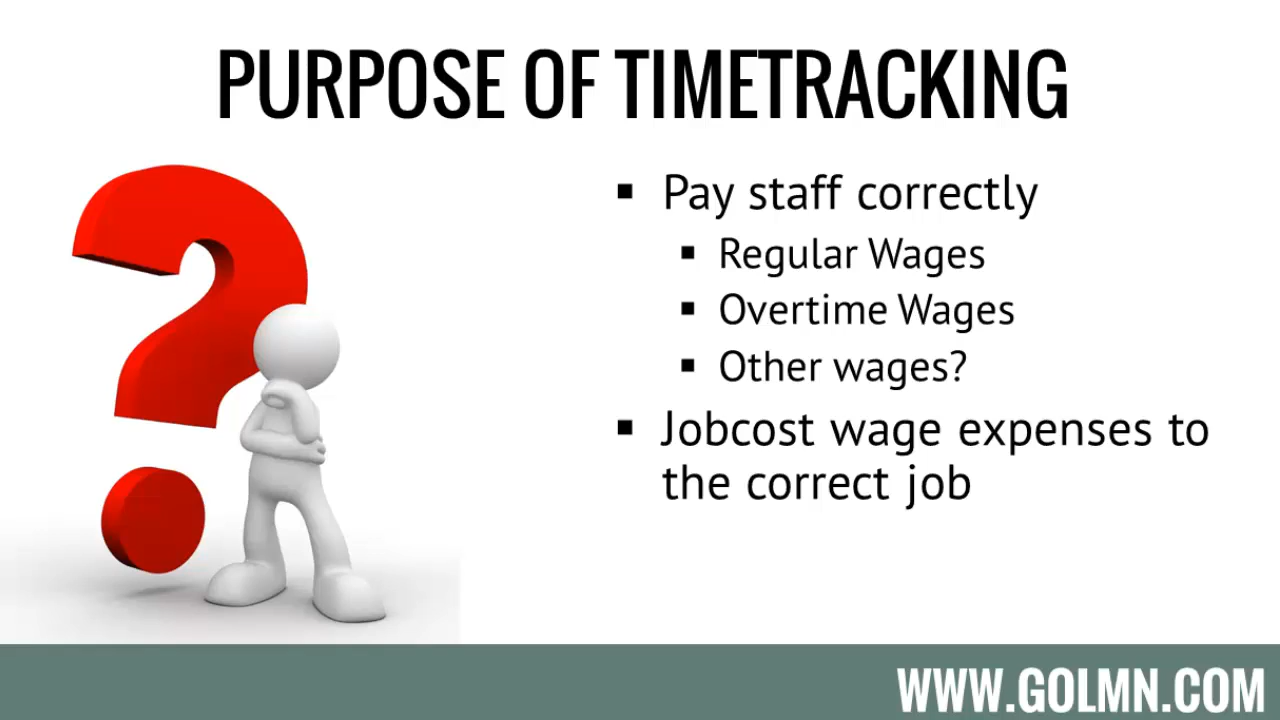 PURPOSE OF TIMETRACKING
▪ Pay staff correctly
▪ Regular Wages
▪ Overtime Wages
▪ Other wages?
▪ Jobcost wage expenses to
the correct job
WWW.GOLMN.COM